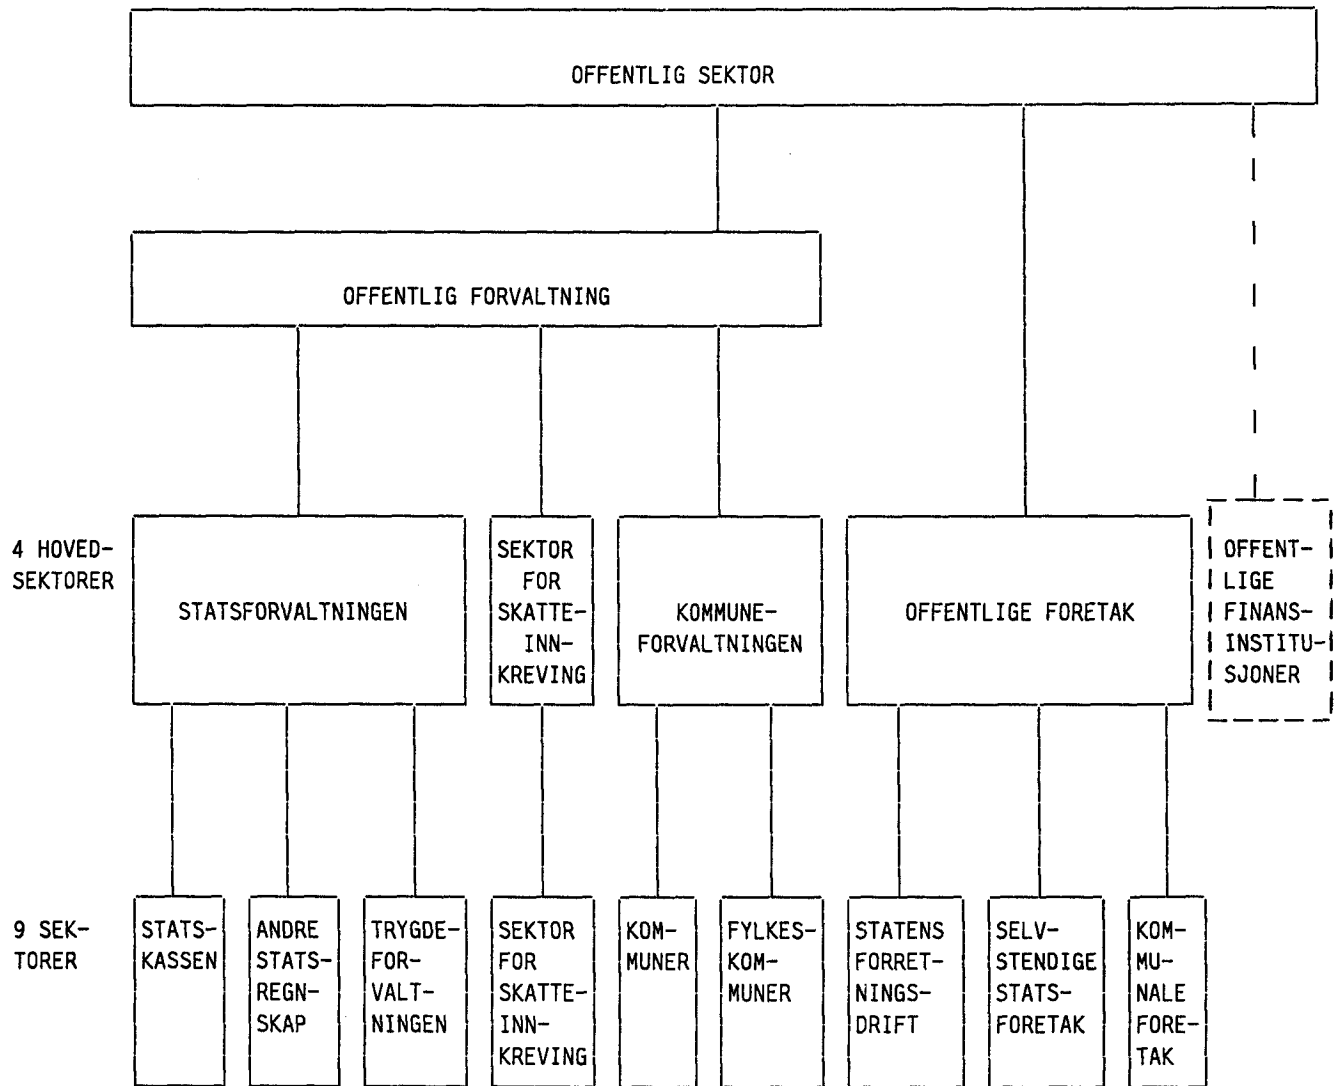 OFFENTLIG SEKTOR
OFFENTLIG FORVALTNING
4 HOVED-
SEKTORER
STATSFORVALTNINGEN
SEKTOR
FOR
SKATTE-
INN-
KREVING
KOMMUNE-
FORVALTNINGEN
OFFENTLIGE FORETAK
OFFENT-
LIGE
FINANS-
INSTITU-
SJONER
9 SEK-
TORER
STATS-
KASSEN
ANDRE
STATS-
REGN-
SKAP
TRYGDE-
FOR-
VALT-
NINGEN
SEKTOR
FOR
SKATTE-
INN-
KREVING
KOM-
MUNER
FYLKES-
KOM-
MUNER
STATENS
FORRET-
NINGS-
DRIFT
SELV-
STENDIGE
STATS-
FORETAK
KOM-
MU-
NALE
FORE-
TAK